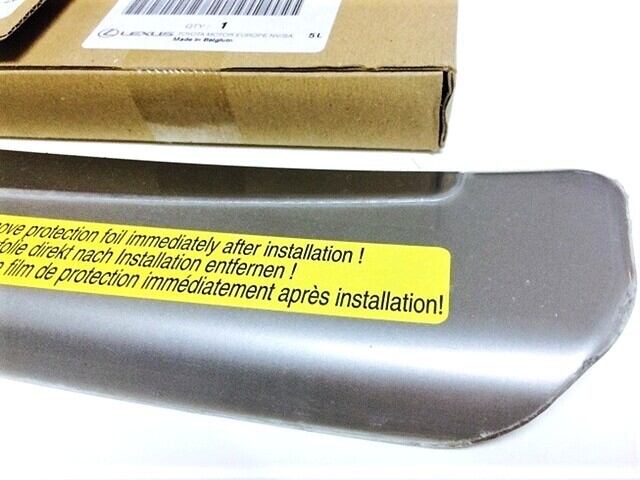 QTY: 1
LEXUS TOYOTA MOTOR EUROPE NV/SA 5L
Made in Belgium
ove protection foil immediately after installation !
folie direkt nach Installation entfernen !
film de protection immédiatement après installation!